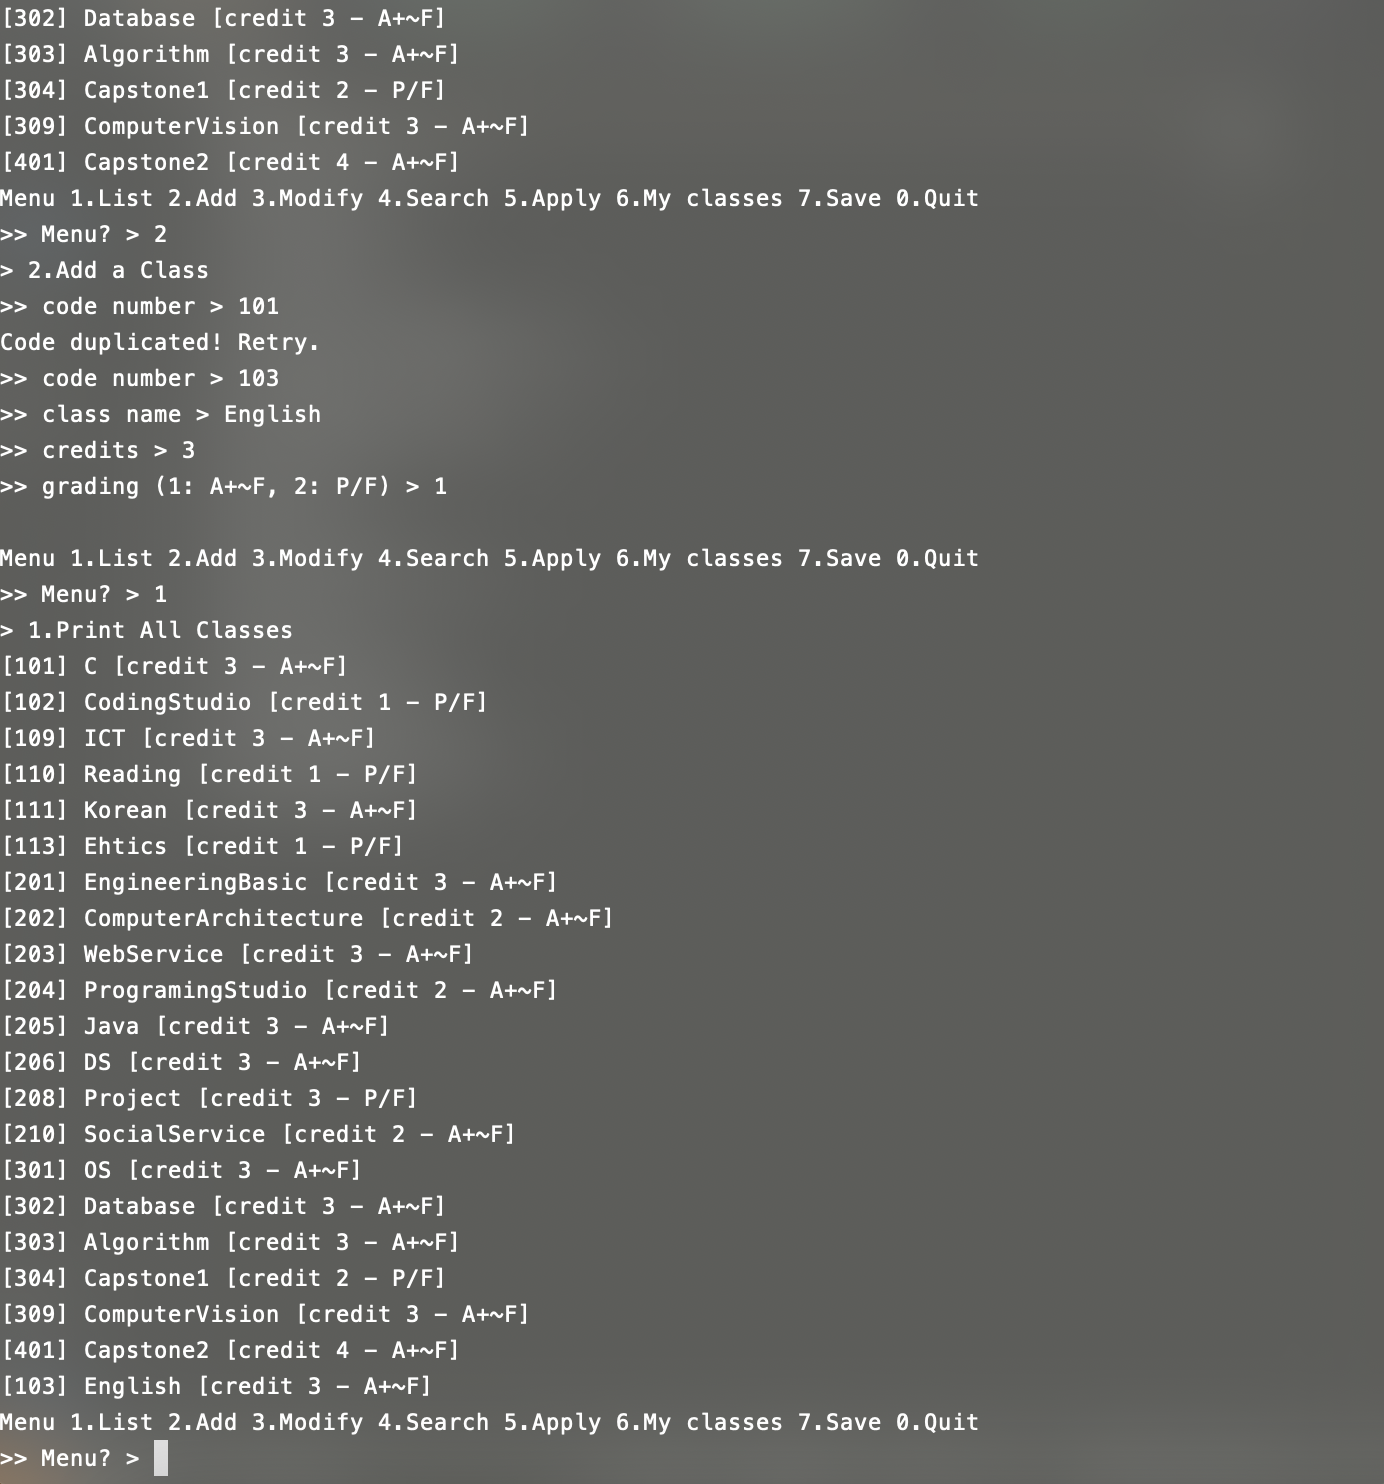 [302] Database [credit 3 - A+~F]
[303] Algorithm [credit 3 - A+~F]
[304] Capstone1 [credit 2 - P/F]
[309] ComputerVision [credit 3 - A+~F]
[401] Capstone2 [credit 4 - A+~F]
Menu 1.List 2.Add 3.Modify 4.Search 5.Apply 6.My classes 7.Save 0.Quit
>> Menu? > 2
> 2.Add a Class
>> code number > 101
Code duplicated! Retry.
>> code number > 103
>> class name > English
>> credits > 3
>> grading (1: A+~F, 2: P/F) > 1
Menu 1.List 2.Add 3.Modify 4.Search 5.Apply 6.My classes 7.Save 0.Quit
>> Menu? > 1
> 1.Print All Classes
[101] C [credit 3 - A+~F]
[102] CodingStudio [credit 1 - P/F]
[109] ICT [credit 3 - A+~F]
[110] Reading [credit 1 - P/F]
[111] Korean [credit 3 - A+~F]
[113] Ehtics [credit 1 - P/F]
[201] EngineeringBasic [credit 3 - A+~F]
[202] ComputerArchitecture [credit 2 - A+~F]
[203] WebService [credit 3 - A+~F]
[204] ProgramingStudio [credit 2 - A+~F]
[205] Java [credit 3 - A+~F]
[206] DS [credit 3 - A+~F]
[208] Project [credit 3 - P/F]
[210] SocialService [credit 2 - A+~F]
[301] OS [credit 3 - A+~F]
[302] Database [credit 3 - A+~F]
[303] Algorithm [credit 3 - A+~F]
[304] Capstone1 [credit 2 - P/F]
[309] ComputerVision [credit 3 - A+~F]
[401] Capstone2 [credit 4 - A+~F]
[103] English [credit 3 - A+~F]
Menu 1.List 2.Add 3.Modify 4.Search 5.Apply 6.My classes 7.Save 0.Quit
>> Menu? >